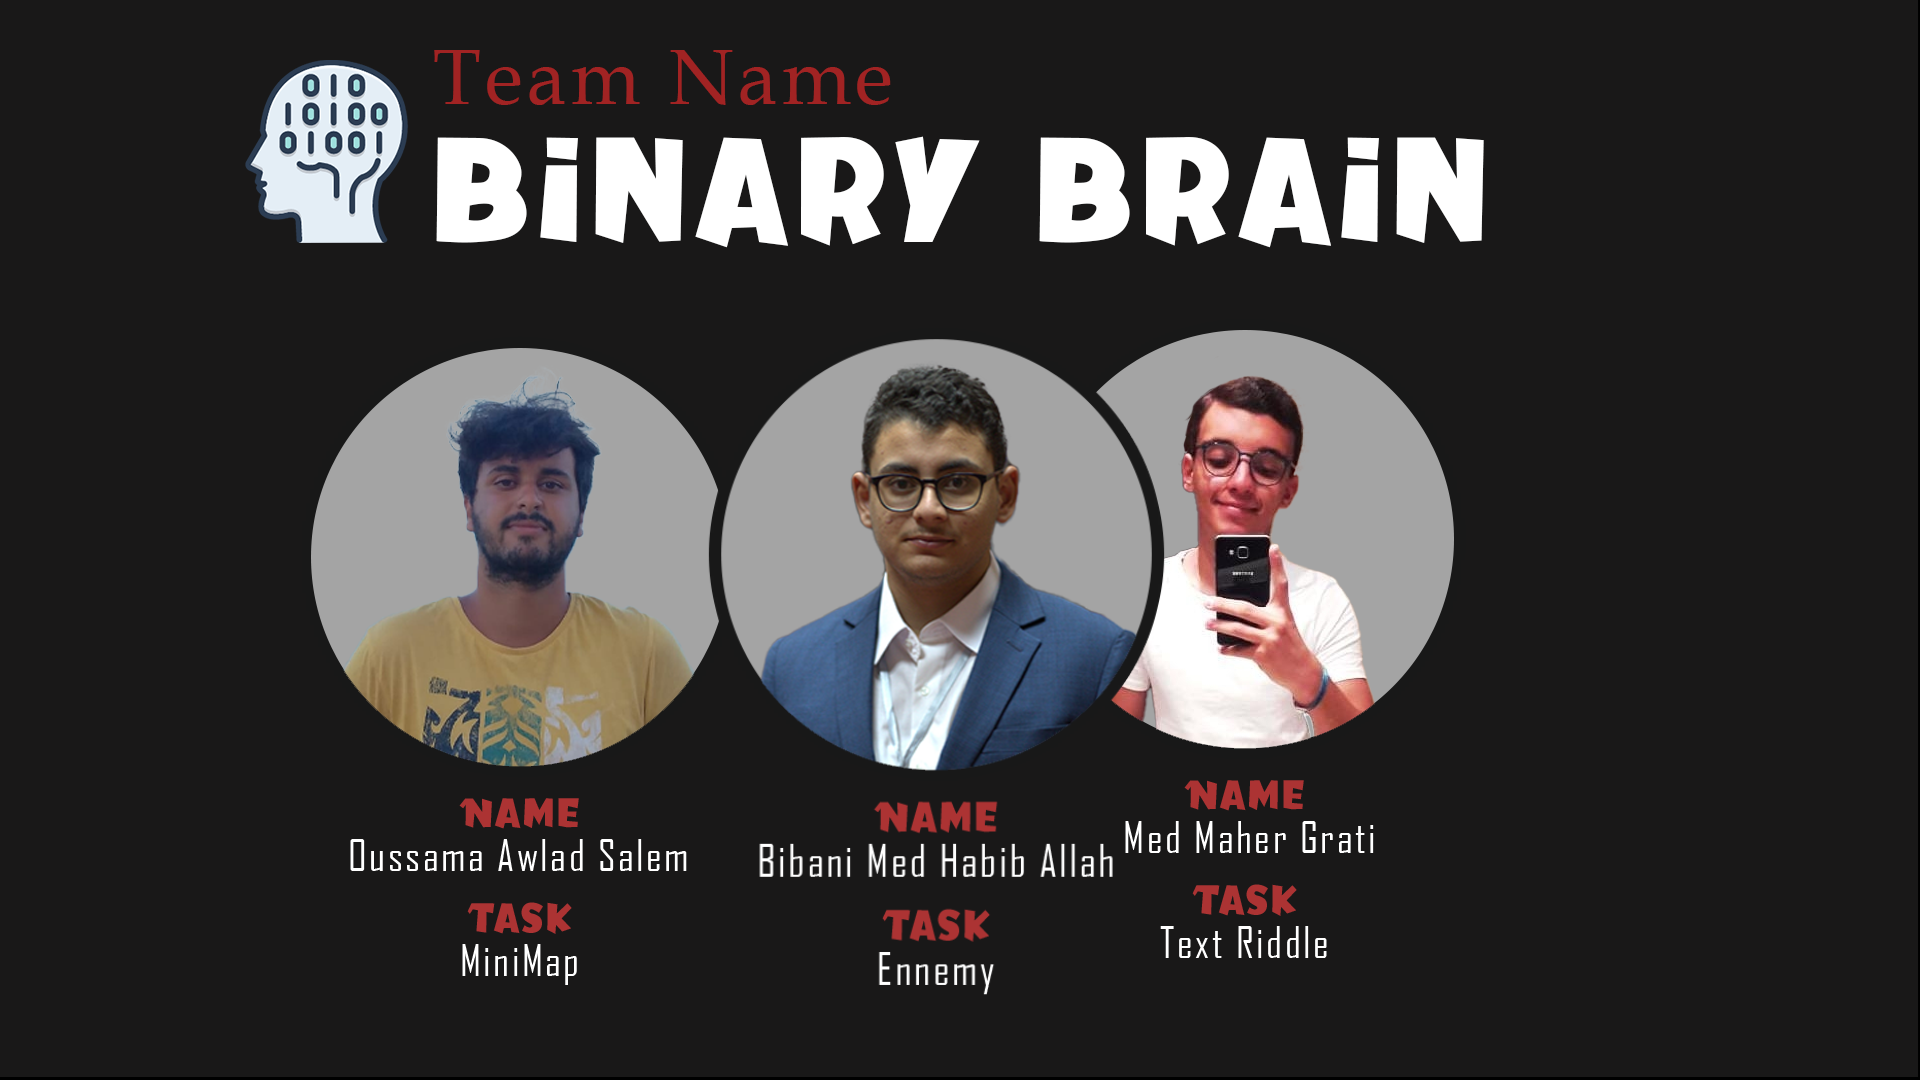 010
10100
01001
Team Name
BiNARY BRAiN
NAME
Oussama Awlad Salem
TASK
MiniMap
NAME
Bibani Med Habib Allah
TASK
Ennemy
SAMSUNG
NAME
Med Maher Grati
TASK
Text Riddle